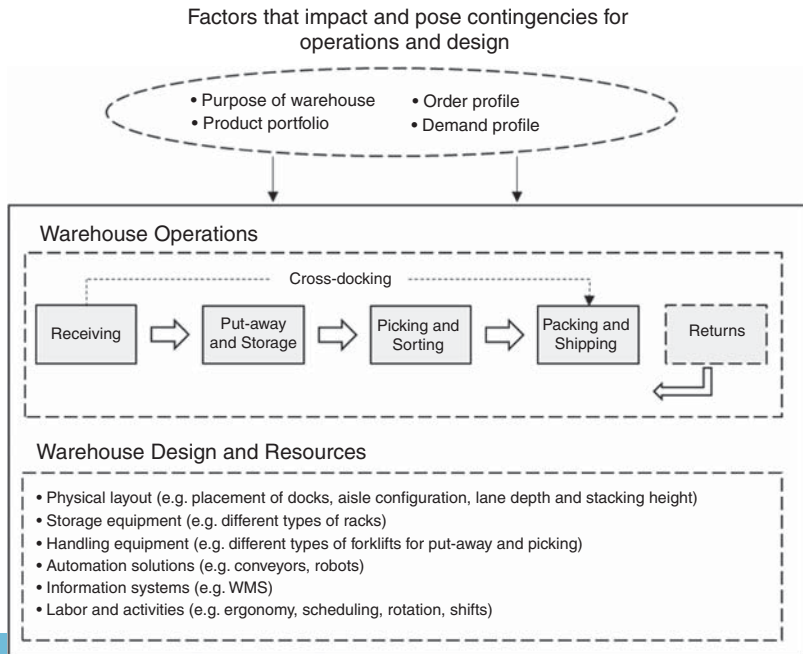 Factors that impact and pose contingencies for
operations and design
• Purpose of warehouse
• Product portfolio
• Order profile
• Demand profile
Warehouse Operations
Cross-docking
Receiving
Put-away
and Storage
Picking and
Sorting
Packing and
Shipping
Returns
Warehouse Design and Resources
• Physical layout (e.g. placement of docks, aisle configuration, lane depth and stacking height)
• Storage equipment (e.g. different types of racks)
• Handling equipment (e.g. different types of forklifts for put-away and picking)
• Automation solutions (e.g. conveyors, robots)
• Information systems (e.g. WMS)
• Labor and activities (e.g. ergonomy, scheduling, rotation, shifts)